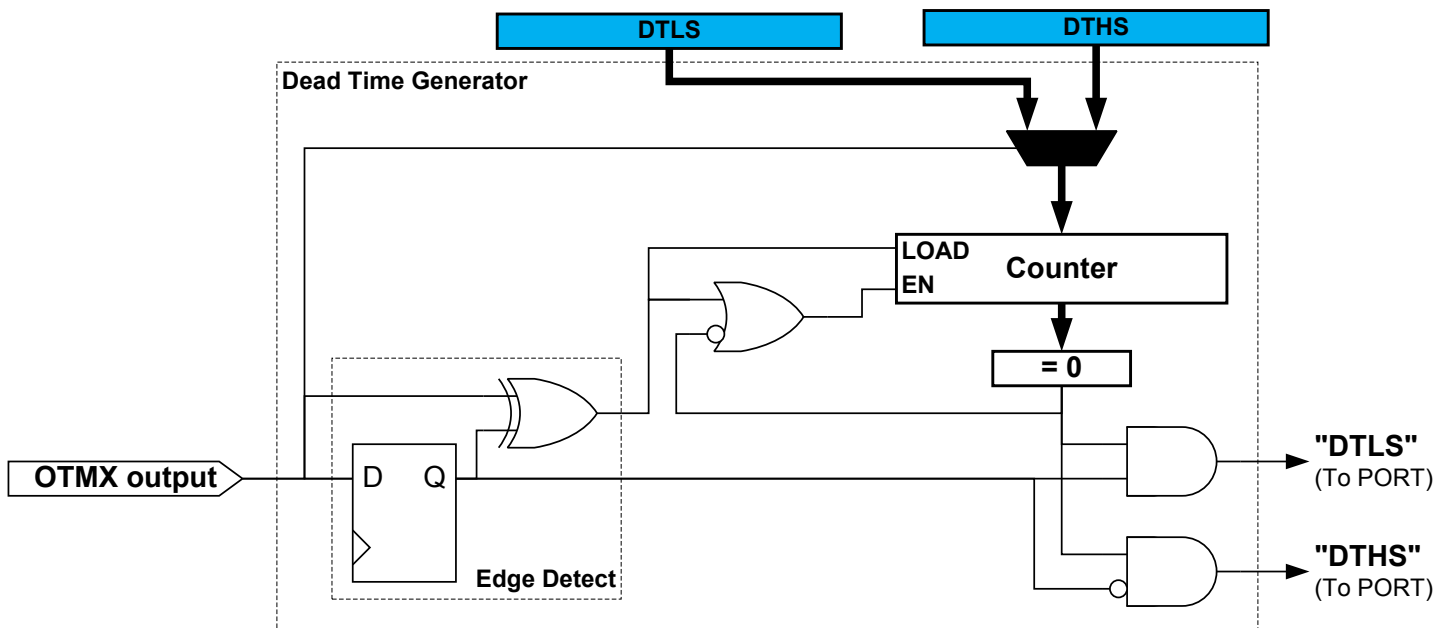 DTLS
DTHS
Dead Time Generator
LOAD
Counter
EN
= 0
"DTLS"
(To PORT)
OTMX output
D Q
"DTHS"
(To PORT)
Edge Detect